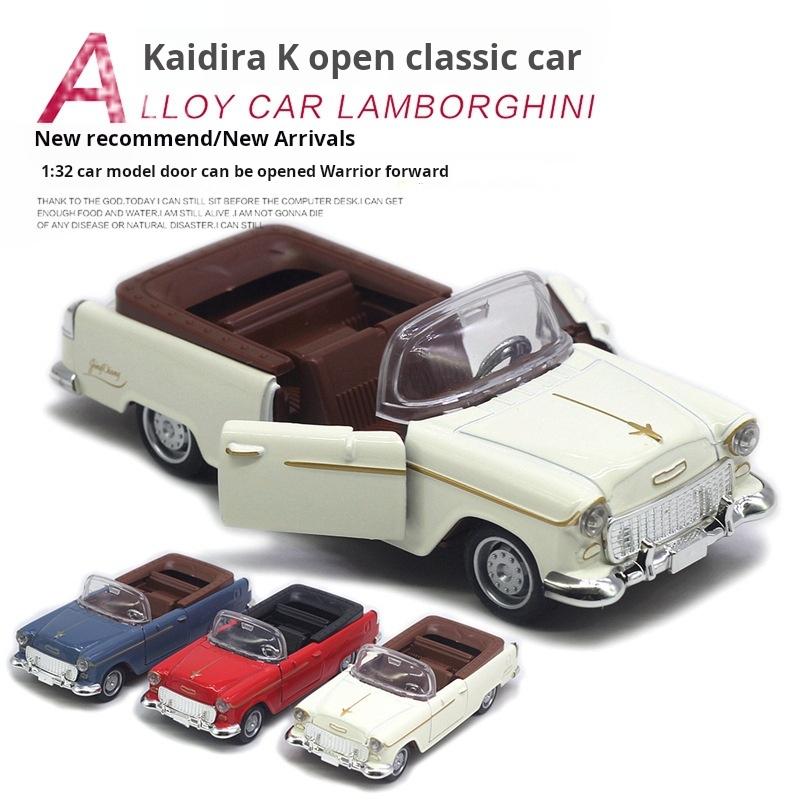 Kaidira K open classic car
ALLOY CAR LAMBORGHINI
New recommend/New Arrivals
1:32 car model door can be opened Warrior forward
THANK TO THE GOD.TODAY I CAN STILL SIT BEFORE THE COMPUTER DESK.I CAN GET
ENOUGH FOOD AND WATER.I AM STILL ALIVE .I AM NOT GONNA DIE
OF ANY DISEASE OR NATURAL DISASTER.I CAN STILL